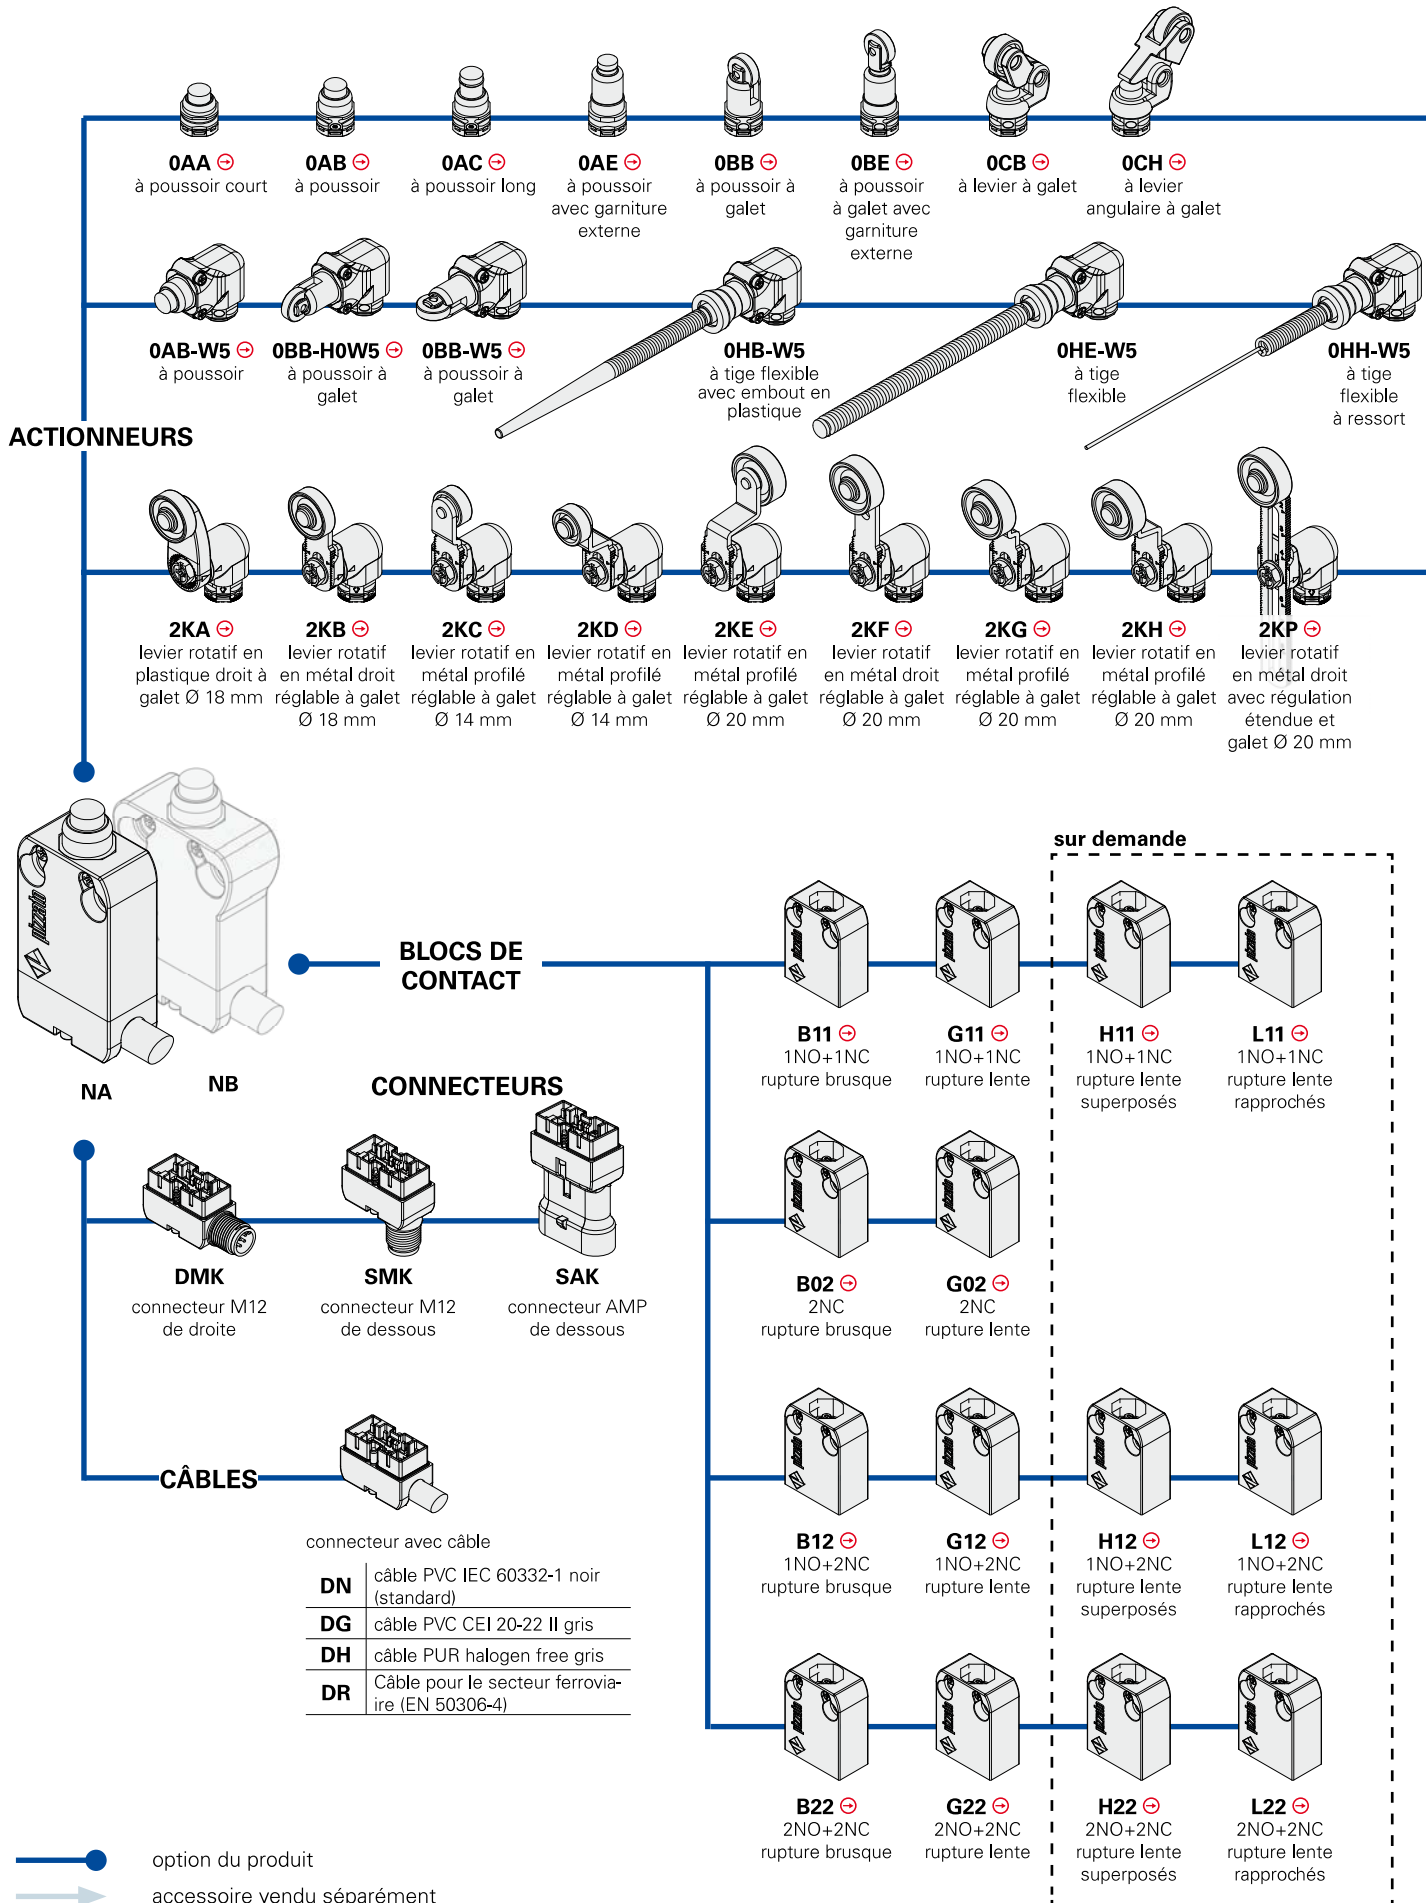 0AA
à poussoir court
0AB
à poussoir
0AC
à poussoir long
0AE
à poussoir
avec garniture
externe
0BB
à poussoir à
galet
0BE
à poussoir
à galet avec
garniture
externe
0CB
à levier à galet
0CH
à levier
angulaire à galet
0AB-W5
à poussoir
0BB-H0W5
à poussoir à
galet
0BB-W5
à poussoir à
galet
0HB-W5
à tige flexible
avec embout en
plastique
0HE-W5
à tige
flexible
0HH-W5
à tige
flexible
à ressort
ACTIONNEURS
2KA
levier rotatif en
plastique droit à
galet Ø 18 mm
2KB
levier rotatif
en métal droit
réglable à galet
Ø 18 mm
2KC
levier rotatif en
métal profilé
réglable à galet
Ø 14 mm
2KD
levier rotatif en
métal profilé
réglable à galet
Ø 14 mm
2KE
levier rotatif en
métal profilé
réglable à galet
Ø 20 mm
2KF
levier rotatif
en métal droit
réglable à galet
Ø 20 mm
2KG
levier rotatif en
métal profilé
réglable à galet
Ø 20 mm
2KH
levier rotatif en
métal profilé
réglable à galet
Ø 20 mm
2KP
levier rotatif
en métal droit
avec régulation
étendue et
galet Ø 20 mm
pizzato
NA
NB
BLOCS DE
CONTACT
sur demande
pizzato
B11
1NO+1NC
rupture brusque
pizzato
G11
1NO+1NC
rupture lente
pizzato
H11
1NO+1NC
rupture lente
superposés
pizzato
L11
1NO+1NC
rupture lente
rapprochés
pizzato
B02
2NC
rupture brusque
pizzato
G02
2NC
rupture lente
pizzato
B12
1NO+2NC
rupture brusque
pizzato
G12
1NO+2NC
rupture lente
pizzato
H12
1NO+2NC
rupture lente
superposés
pizzato
L12
1NO+2NC
rupture lente
rapprochés
pizzato
B22
2NO+2NC
rupture brusque
pizzato
G22
2NO+2NC
rupture lente
pizzato
H22
2NO+2NC
rupture lente
superposés
pizzato
L22
2NO+2NC
rupture lente
rapprochés
CONNECTEURS
DMK
connecteur M12
de droite
SMK
connecteur M12
de dessous
SAK
connecteur AMP
de dessous
CÂBLES
connecteur avec câble
DN câble PVC IEC 60332-1 noir
(standard)
DG câble PVC CEI 20-22 II gris
DH câble PUR halogen free gris
DR Câble pour le secteur ferrovia-
ire (EN 50306-4)
option du produit
accessoire vendu séparément